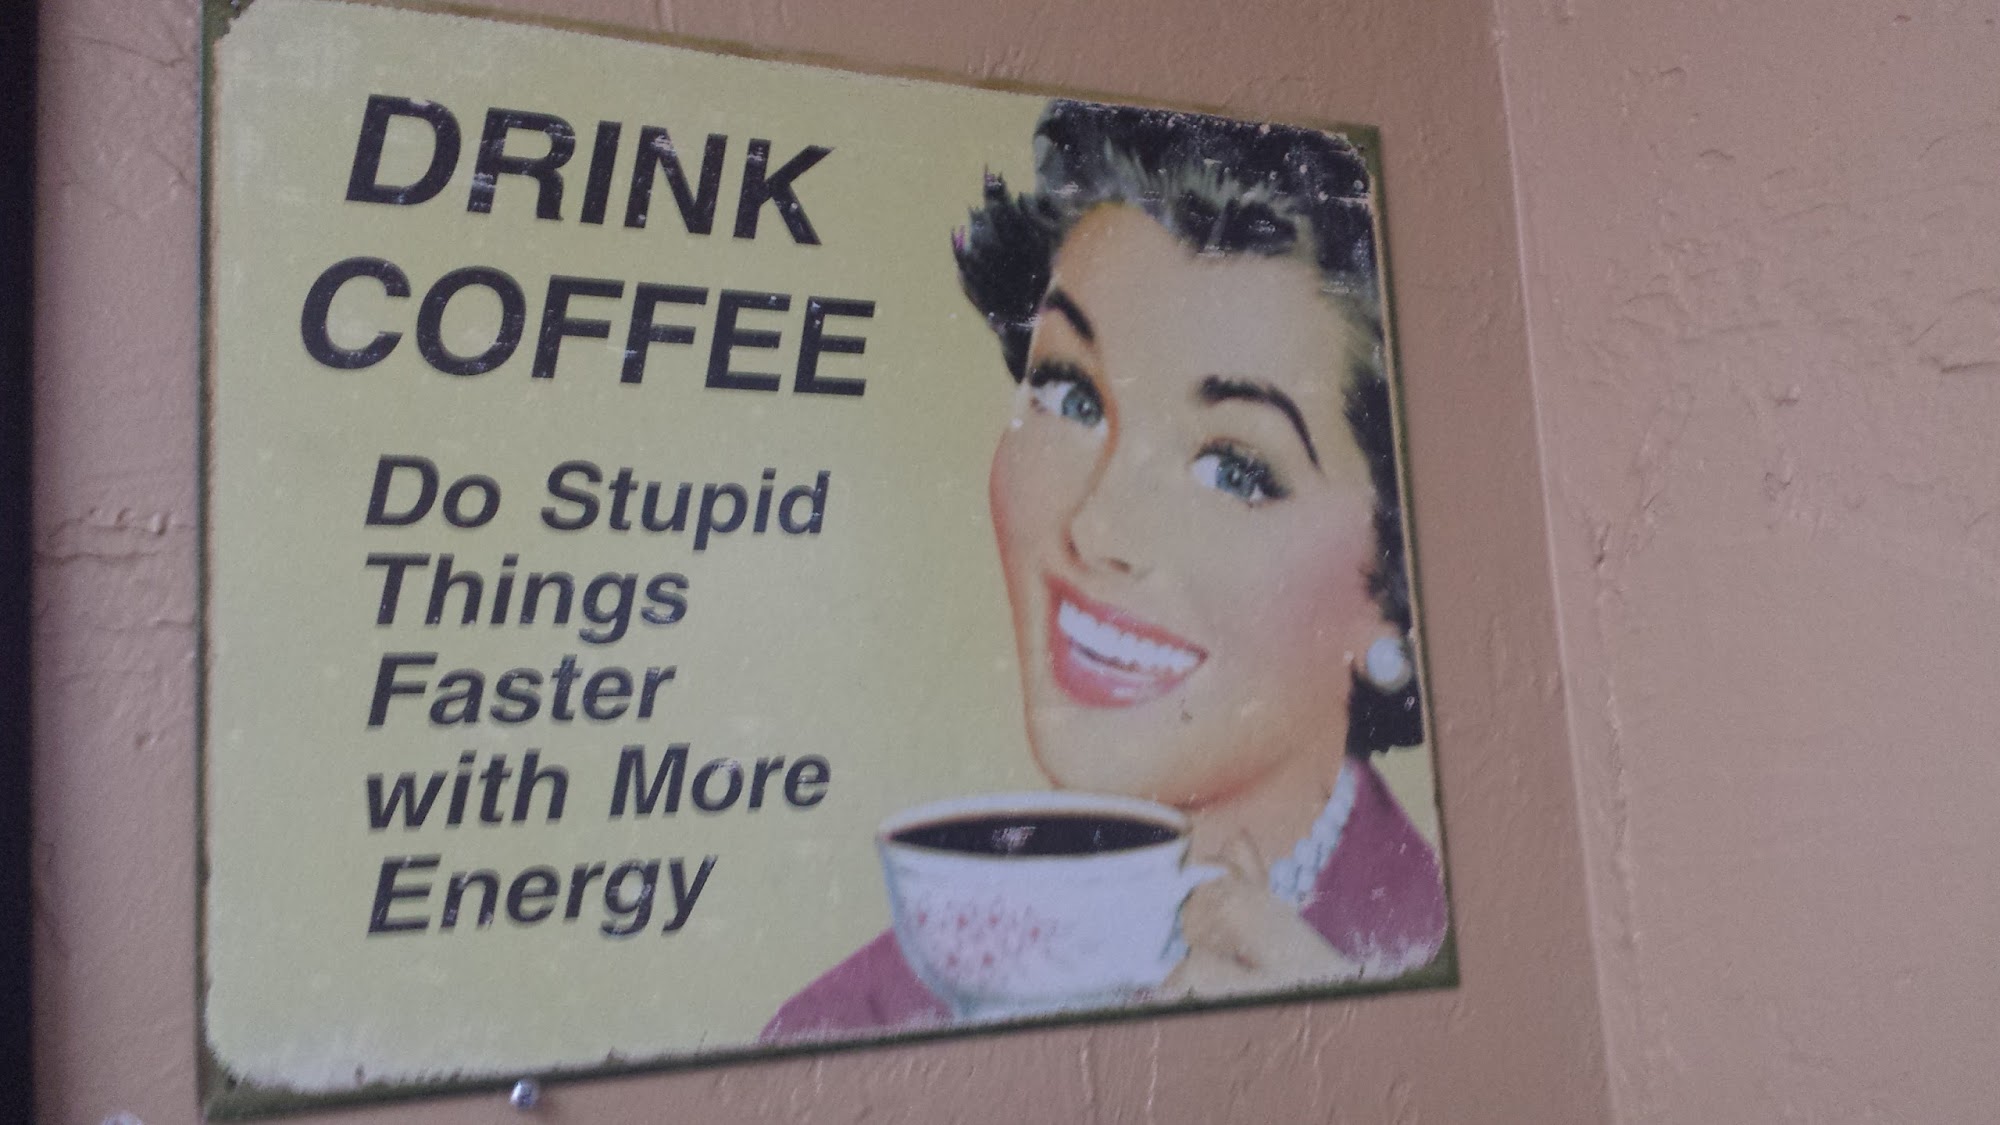 DRINK
COFFEE
Do Stupid
Things
Faster
with More
Energy